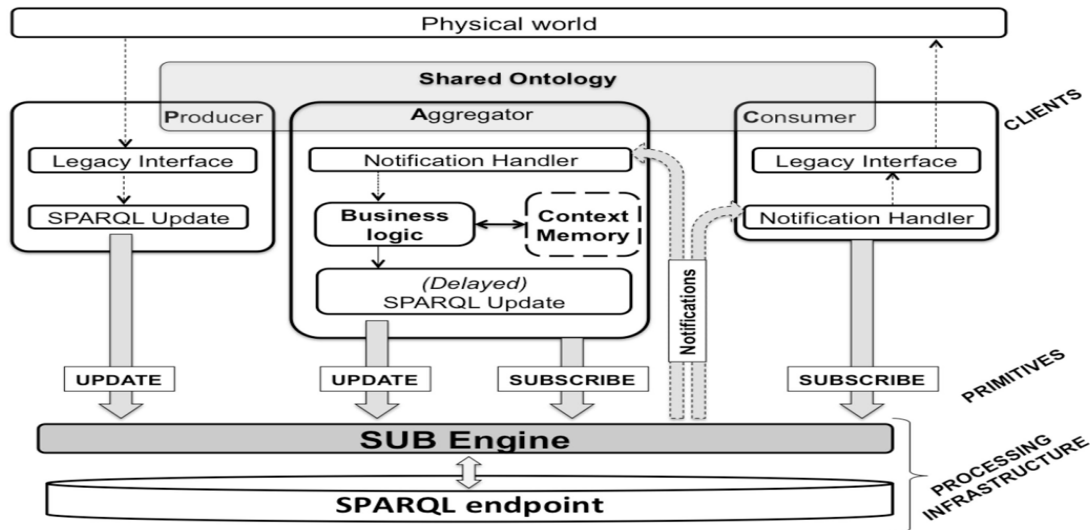 Physical world
Shared Ontology
Producer
Aggregator
Consumer
CLIENTS
Legacy Interface
Notification Handler
Legacy Interface
SPARQL Update
Business
logic
Context
Memory
Notification Handler
(Delayed)
SPARQL Update
Notifications
UPDATE
UPDATE
SUBSCRIBE
SUBSCRIBE
PRIMITIVES
SUB Engine
SPARQL endpoint
PROCESSING
INFRASTRUCTURE